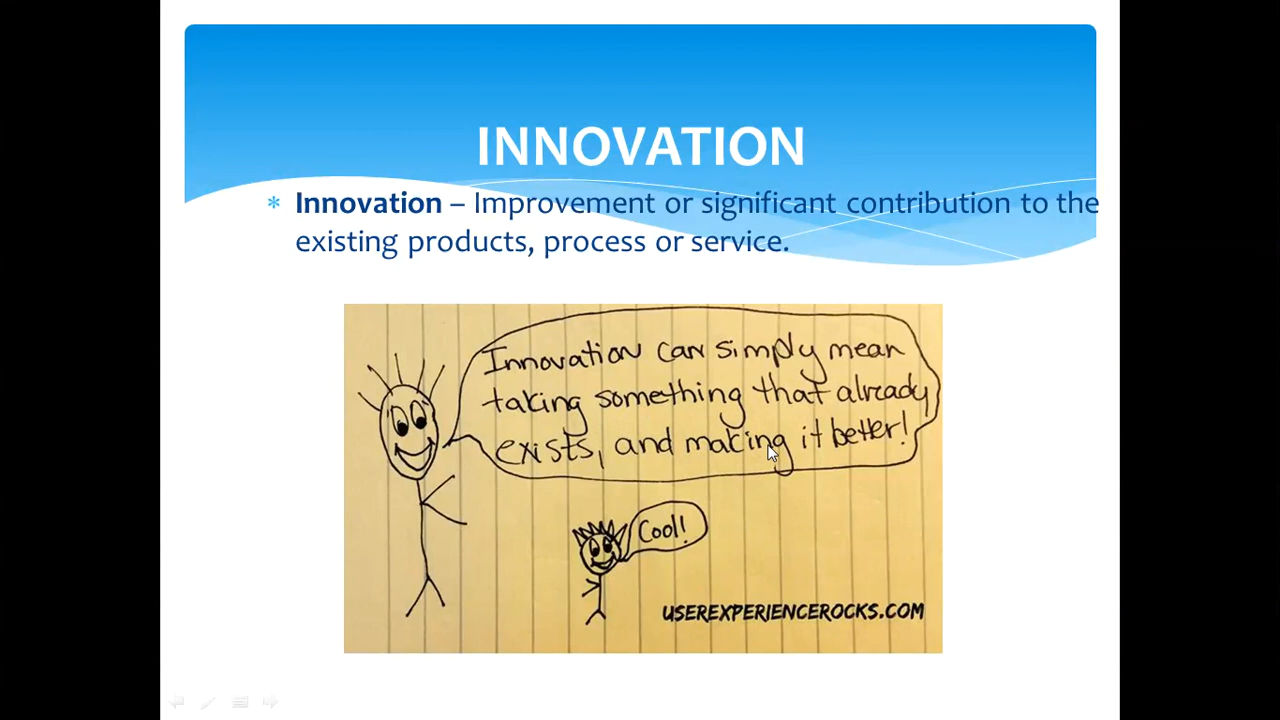 INNOVATION
Innovation – Improvement or significant contribution to the
existing products, process or service.
Innovation can simply mean
taking something that already
exists, and making it better!
Cool!
USEREXPERIENCEROCKS.COM